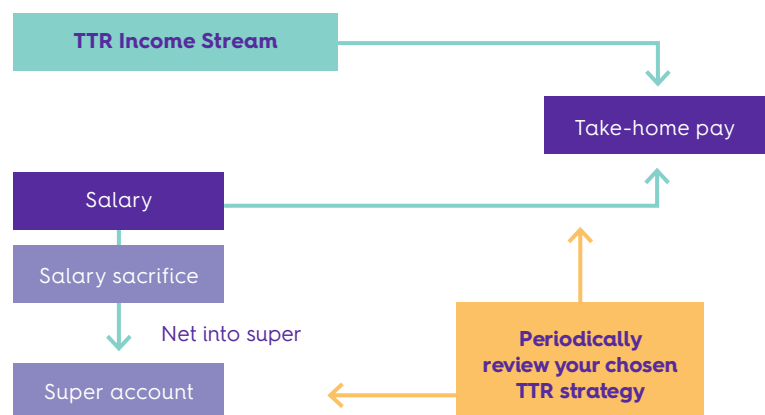 TTR Income Stream
Take-home pay
Salary
Salary sacrifice
Net into super
Periodically
review your chosen
TTR strategy
Super account